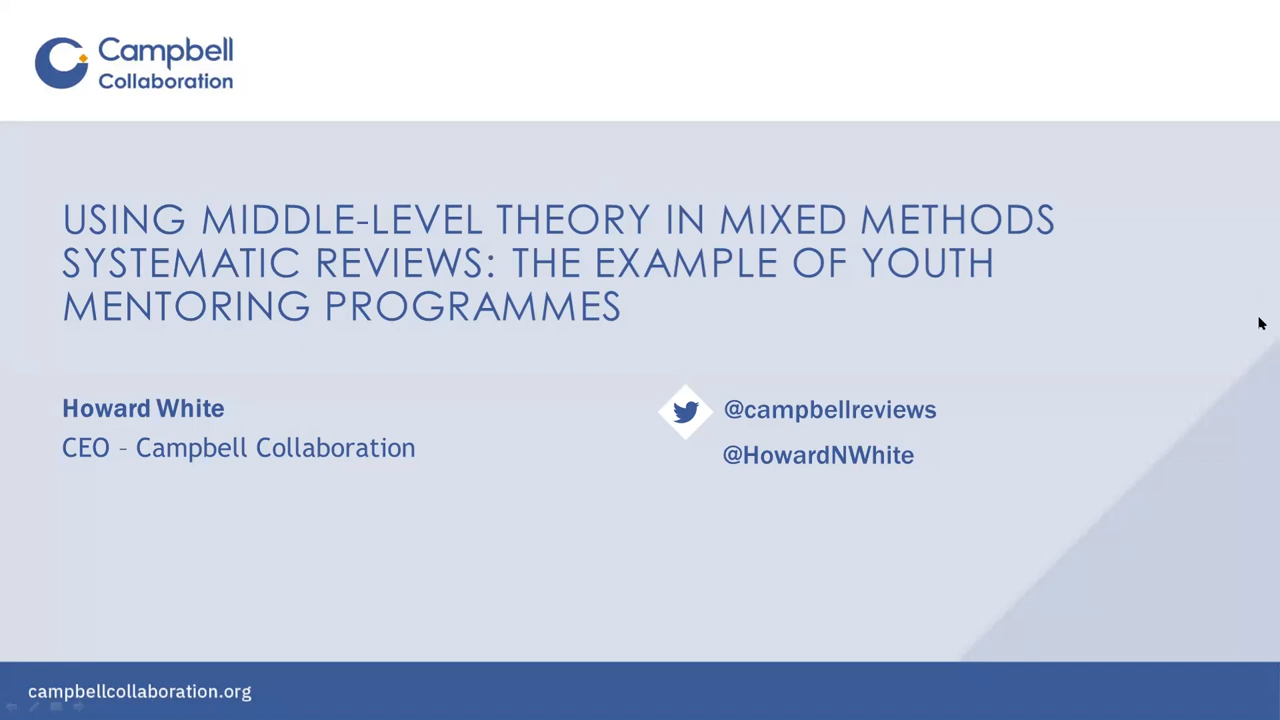 Campbell
Collaboration
USING MIDDLE-LEVEL THEORY IN MIXED METHODS
SYSTEMATIC REVIEWS: THE EXAMPLE OF YOUTH
MENTORING PROGRAMMES
Howard White
CEO – Campbell Collaboration
@campbellreviews
@HowardNWhite
campbellcollaboration.org